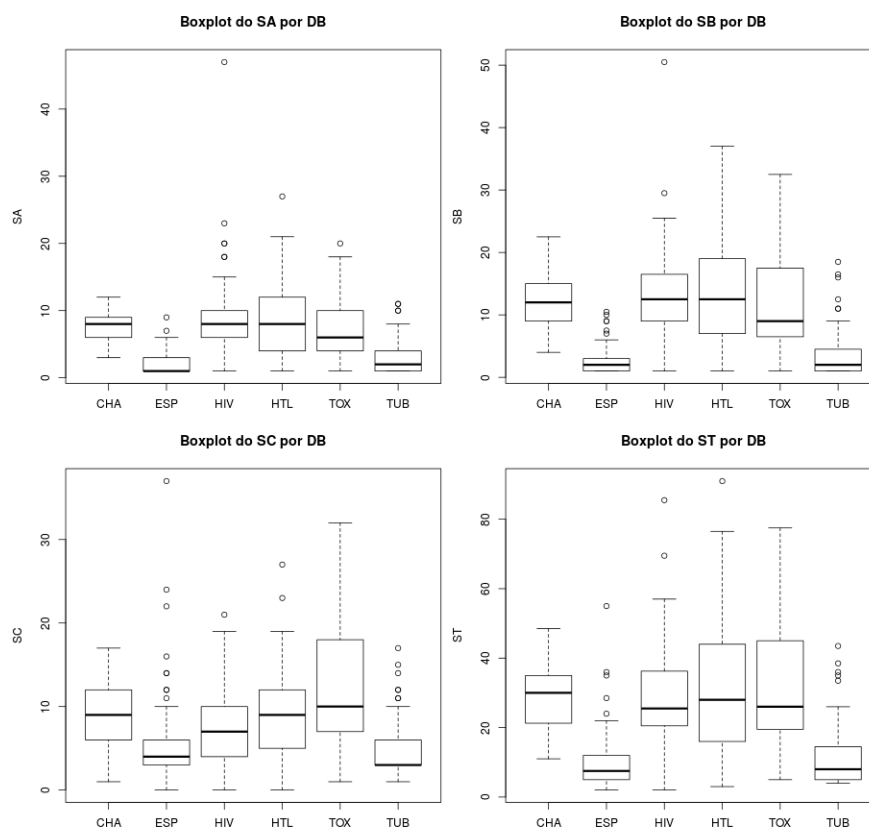 Boxplot do SA por DB
SA
0
10
20
30
40
CHA ESP HIV HTL TOX TUB
Boxplot do SB por DB
SB
0
10
20
30
40
50
CHA ESP HIV HTL TOX TUB
Boxplot do SC por DB
SC
0
10
20
30
CHA ESP HIV HTL TOX TUB
Boxplot do ST por DB
ST
0
20
40
60
80
CHA ESP HIV HTL TOX TUB